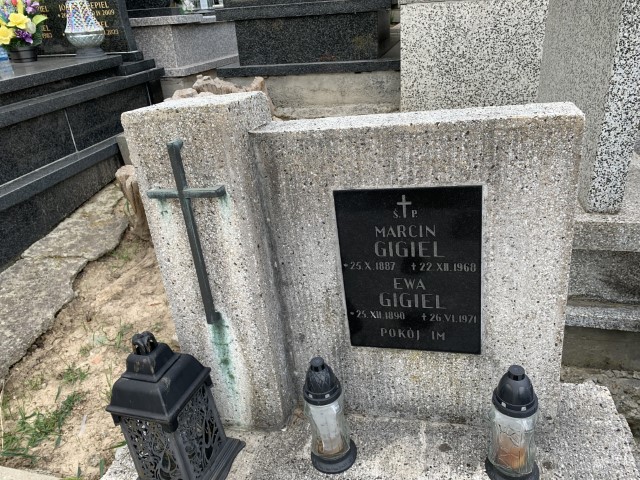 Ś. P.
MARCIN
GIGIEL
*25.X.1887 ✝22.XII.1968
EWA
GIGIEL
*25.XII.1890 ✝26.VI.1971
POKÓJ IM